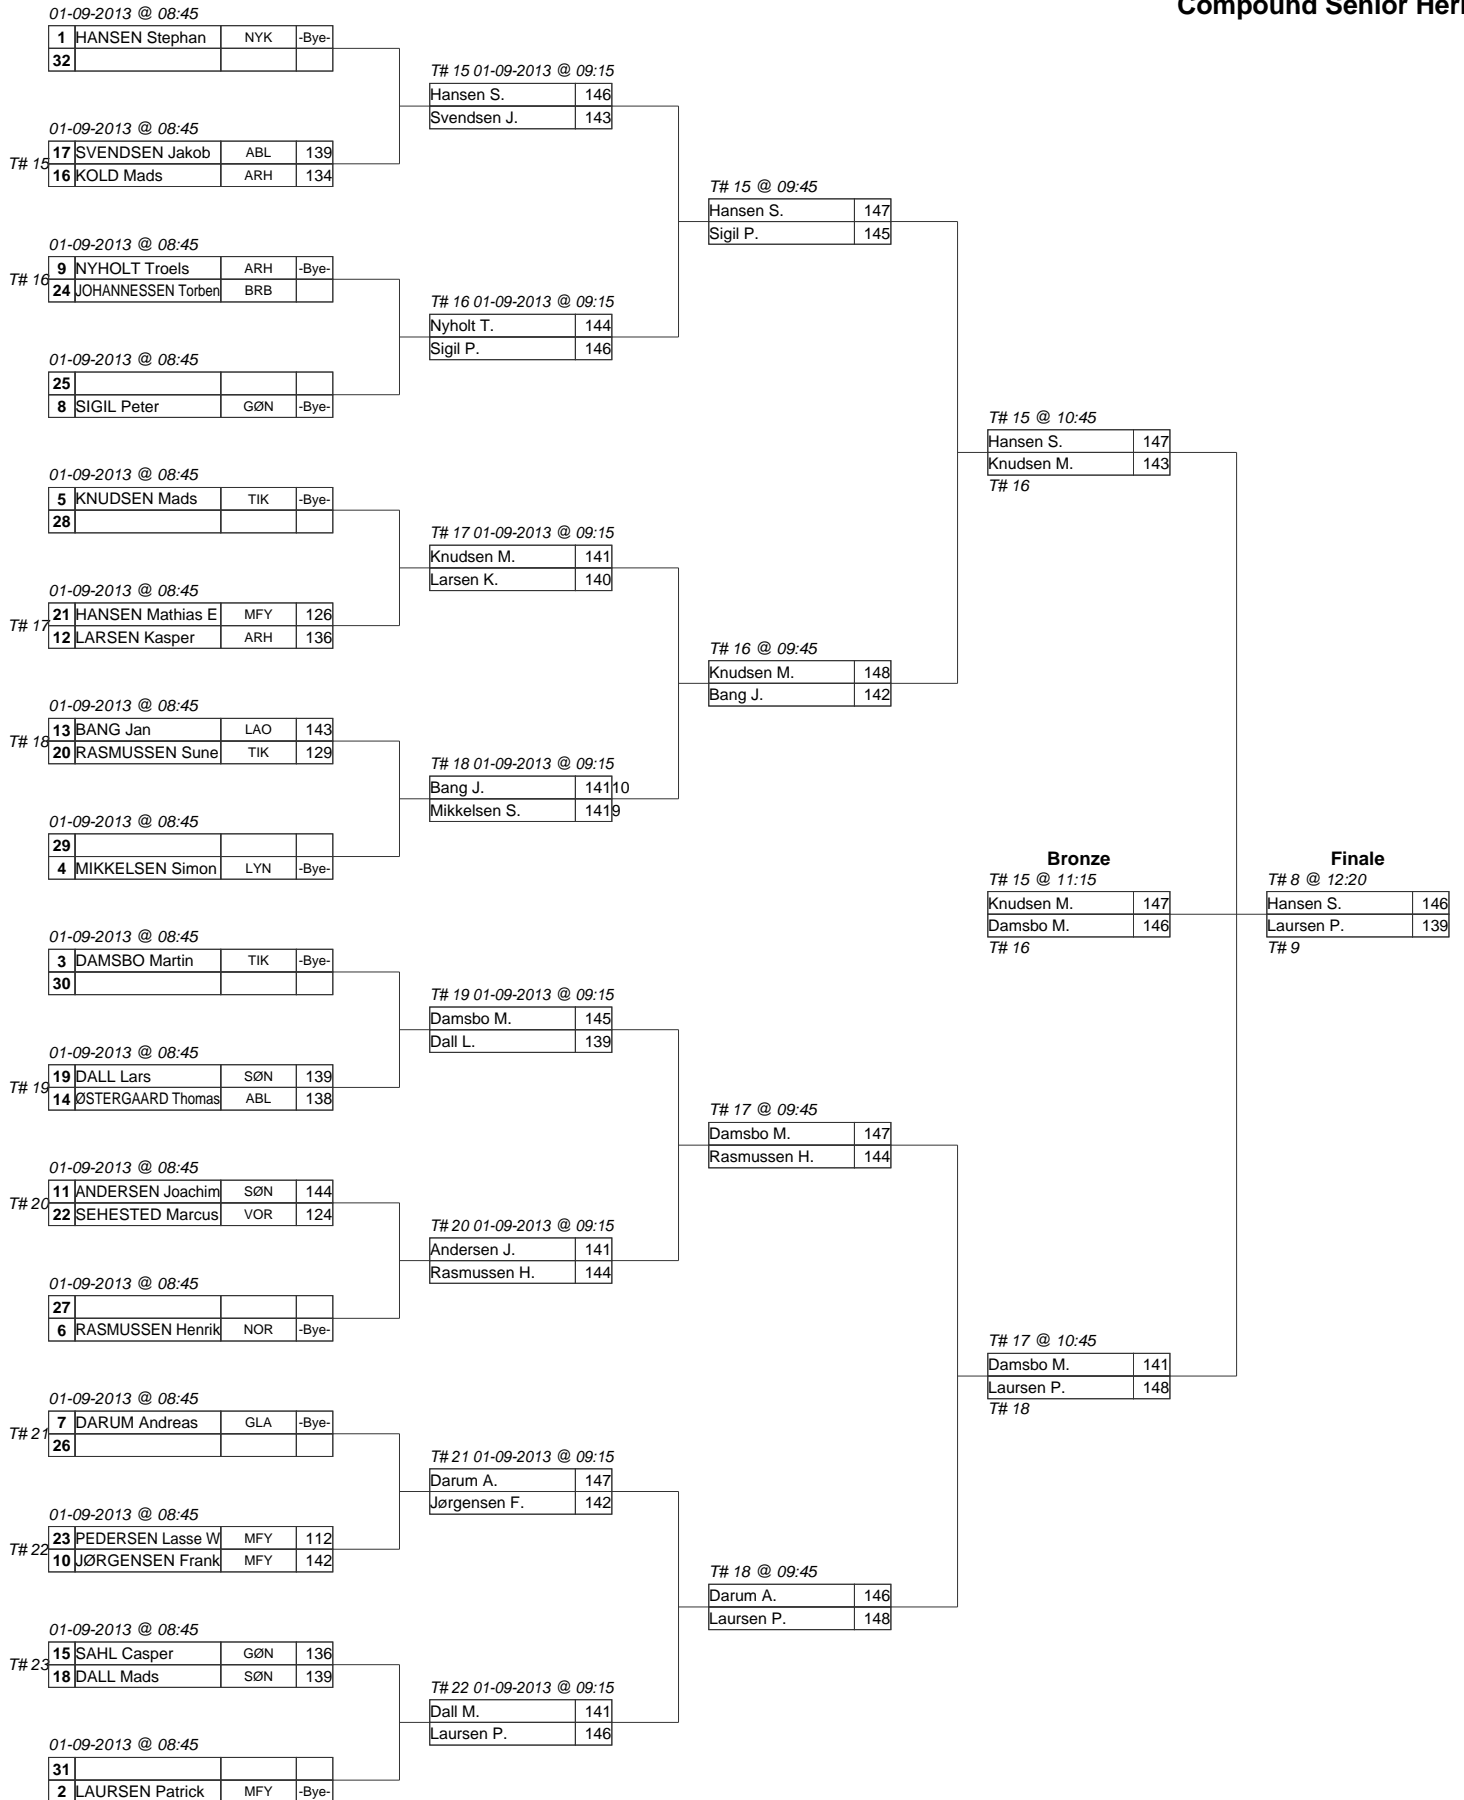 Compound Senior Her
01-09-2013 @ 08:45
1 HANSEN Stephan NYK -Bye-
32
T# 15 01-09-2013 @ 09:15
Hansen S. 146
Svendsen J. 143
01-09-2013 @ 08:45
T# 15
17 SVENDSEN Jakob ABL 139
16 KOLD Mads ARH 134
T# 15 @ 09:45
Hansen S. 147
Sigil P. 145
01-09-2013 @ 08:45
T# 16
9 NYHOLT Troels ARH -Bye-
24 JOHANNESSEN Torben BRB
T# 16 01-09-2013 @ 09:15
Nyholt T. 144
Sigil P. 146
01-09-2013 @ 08:45
25
8 SIGIL Peter GØN -Bye-
T# 15 @ 10:45
Hansen S. 147
Knudsen M. 143
T# 16
01-09-2013 @ 08:45
5 KNUDSEN Mads TIK -Bye-
28
T# 17 01-09-2013 @ 09:15
Knudsen M. 141
Larsen K. 140
01-09-2013 @ 08:45
T# 17
21 HANSEN Mathias E MFY 126
12 LARSEN Kasper ARH 136
T# 16 @ 09:45
Knudsen M. 148
Bang J. 142
01-09-2013 @ 08:45
T# 18
13 BANG Jan LAO 143
20 RASMUSSEN Sune TIK 129
T# 18 01-09-2013 @ 09:15
Bang J. 141 10
Mikkelsen S. 141 9
01-09-2013 @ 08:45
29
4 MIKKELSEN Simon LYN -Bye-
Bronze
T# 15 @ 11:15
Knudsen M. 147
Damsbo M. 146
T# 16
Finale
T# 8 @ 12:20
Hansen S. 146
Laursen P. 139
T# 9
01-09-2013 @ 08:45
3 DAMSBO Martin TIK -Bye-
30
T# 19 01-09-2013 @ 09:15
Damsbo M. 145
Dall L. 139
01-09-2013 @ 08:45
T# 19
19 DALL Lars SØN 139
14 ØSTERGAARD Thomas ABL 138
T# 17 @ 09:45
Damsbo M. 147
Rasmussen H. 144
01-09-2013 @ 08:45
T# 20
11 ANDERSEN Joachim SØN 144
22 SEHESTED Marcus VOR 124
T# 20 01-09-2013 @ 09:15
Andersen J. 141
Rasmussen H. 144
01-09-2013 @ 08:45
27
6 RASMUSSEN Henrik NOR -Bye-
T# 17 @ 10:45
Damsbo M. 141
Laursen P. 148
T# 18
01-09-2013 @ 08:45
T# 21
7 DARUM Andreas GLA -Bye-
26
T# 21 01-09-2013 @ 09:15
Darum A. 147
Jørgensen F. 142
01-09-2013 @ 08:45
T# 22
23 PEDERSEN Lasse W MFY 112
10 JØRGENSEN Frank MFY 142
T# 18 @ 09:45
Darum A. 146
Laursen P. 148
01-09-2013 @ 08:45
T# 23
15 SAHL Casper GØN 136
18 DALL Mads SØN 139
T# 22 01-09-2013 @ 09:15
Dall M. 141
Laursen P. 146
01-09-2013 @ 08:45
31
2 LAURSEN Patrick MFY -Bye-